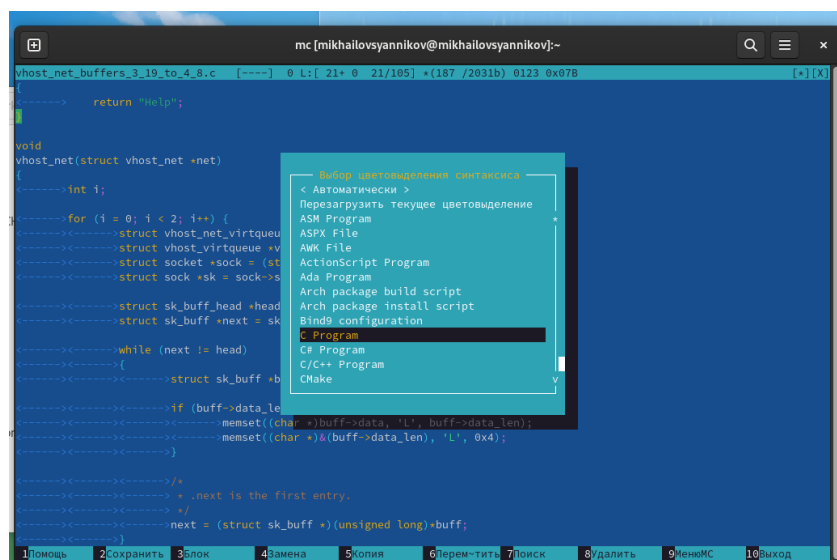 mc [mikhailovsyannikov@mikhailovsyannikov]:~
vhost_net_buffers_3_19_to_4_8.c [----] 0 L:[ 21+ 0 21/105] *(187 /2031b) 0123 0x07B [*][X]
{
<------> return "Help";
}
void
vhost_net(struct vhost_net *net)
{
<------>int i;
<------>for (i = 0; i < 2; i++) {
<------><------>struct vhost_net_virtqueu
<------><------>struct vhost_virtqueue *v
<------><------>struct socket *sock = (st
<------><------>struct sock *sk = sock->s
<------><------>struct sk_buff_head *head
<------><------>struct sk_buff *next = sk
<------><------>while (next != head)
<------><------>{
<------><------><------>struct sk_buff *b
<------><------><------>if (buff->data_le
<------><------><------><------>memset((char *)buff->data, 'L', buff->data_len);
<------><------><------><------>memset((char *)&(buff->data_len), 'L', 0x4);
<------><------><------>}
<------><------><------>/*
<------><------><------> * .next is the first entry.
<------><------><------> */
<------><------><------>next = (struct sk_buff *)(unsigned long)*buff;
<------><------>}
Выбор цветовыделения синтаксиса
< Автоматически >
Перезагрузить текущее цветовыделение
ASM Program
ASPX File
AWK File
ActionScript Program
Ada Program
Arch package build script
Arch package install script
Bind9 configuration
C Program
C# Program
C/C++ Program
CMake
1Помощь 2Сохранить 3Блок 4Замена 5Копия 6Перем~тить 7Поиск 8Удалить 9МенюMC 10Выход